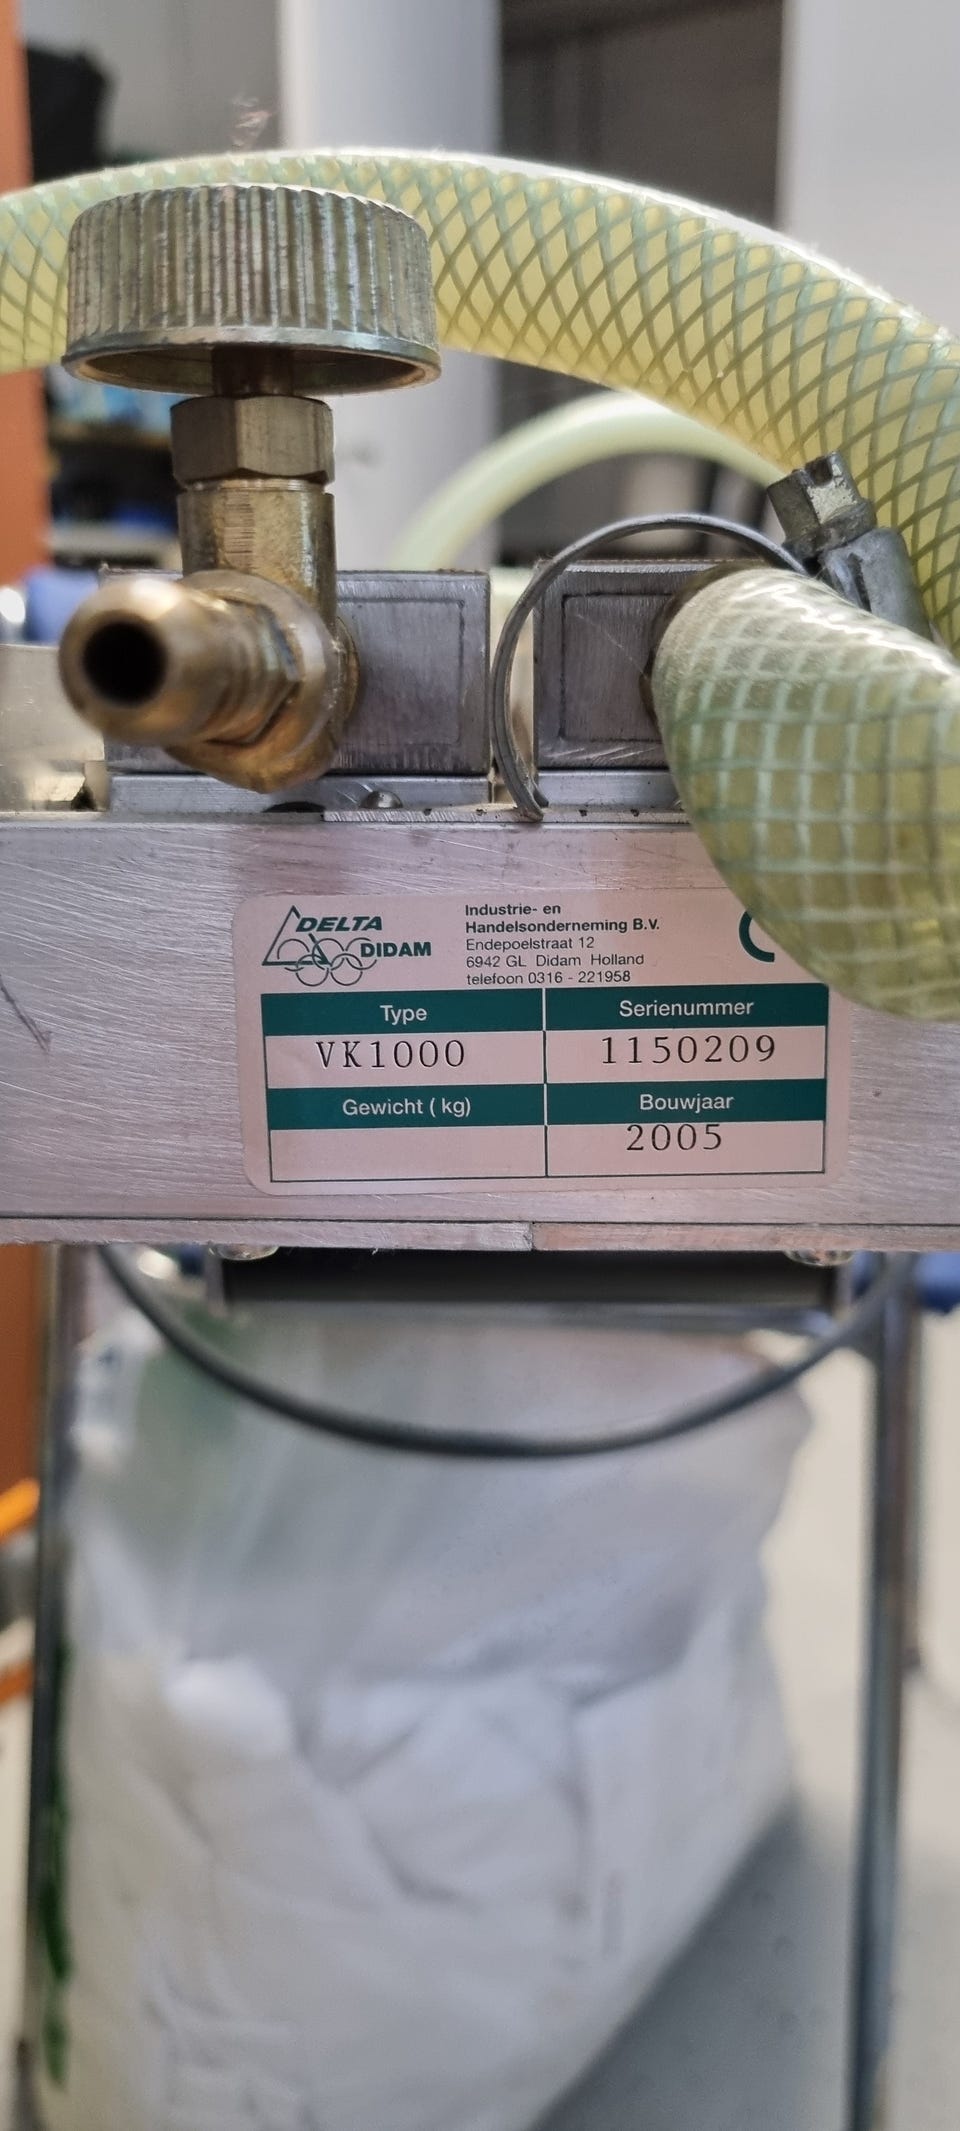 DELTA
DIDAM
Industrie- en
Handelsonderneming B.V.
Endepoelstraat 12
6942 GL Didam Holland
telefoon 0316 - 221958
Type
Serienummer
VK1000
1150209
Gewicht ( kg)
Bouwjaar
2005